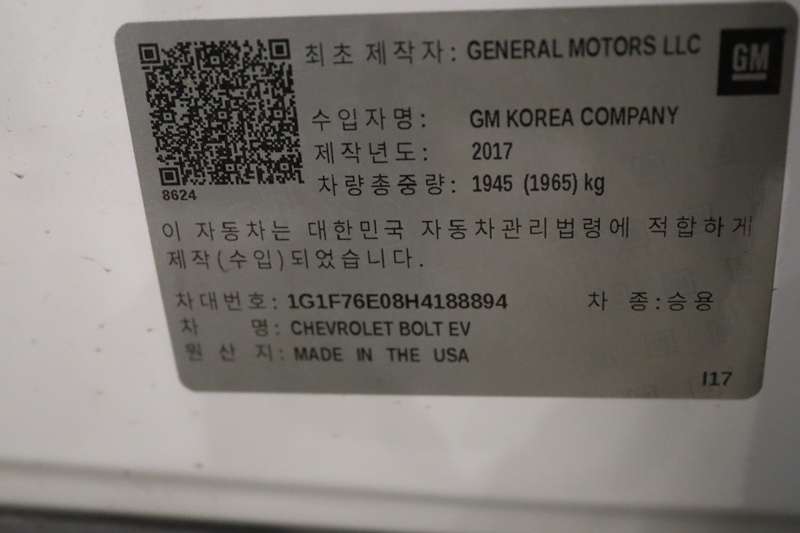 최초 제작자 : GENERAL MOTORS LLC
GM
수입자명 : GM KOREA COMPANY
제작년도 : 2017
차량총중량 : 1945 (1965) kg
8624
이 자동차는 대한민국 자동차관리법령에 적합하게
제작(수입)되었습니다.
차대번호 : 1G1F76E08H4188894 차 종 : 승용
차 명 : CHEVROLET BOLT EV
원 산 지 : MADE IN THE USA
I17